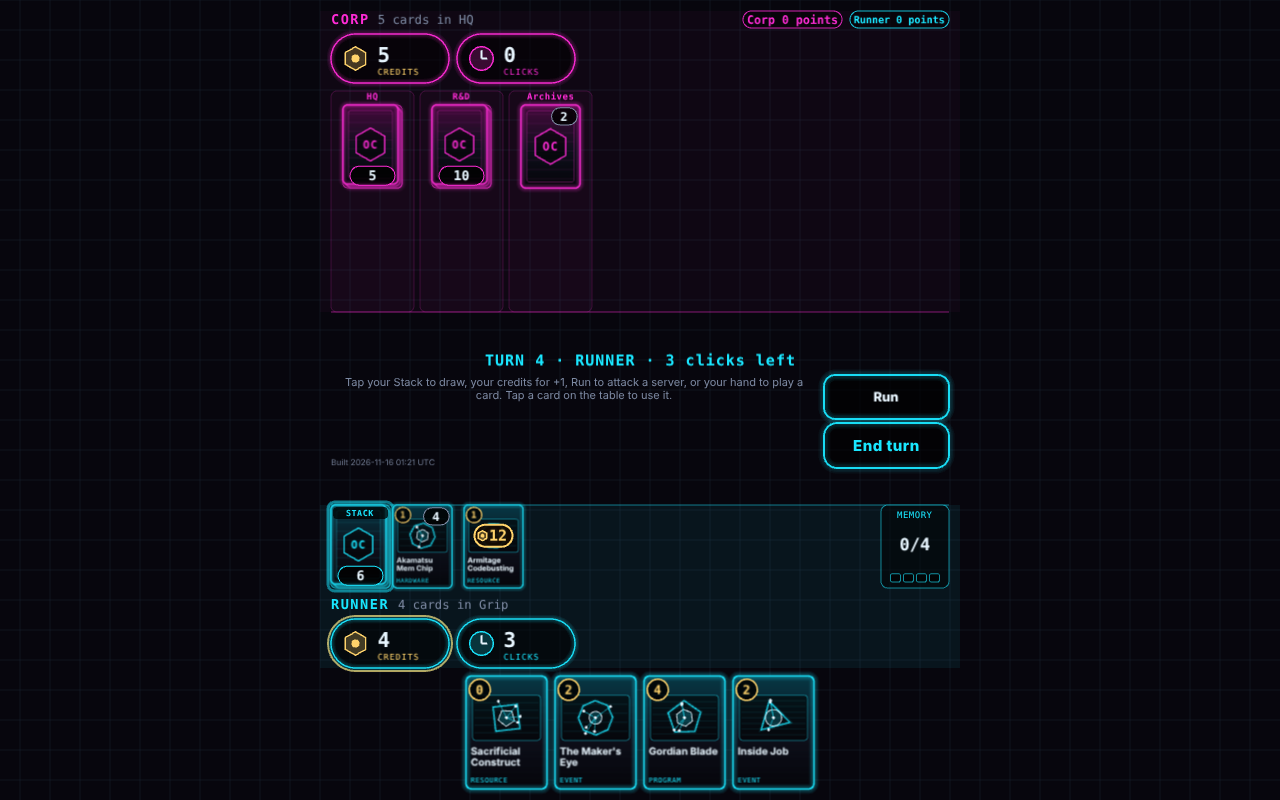 CORP 5 cards in HQ
Corp 0 points
Runner 0 points
5
CREDITS
0
CLICKS
HQ
R&D
Archives
OC
5
OC
10
2
OC
TURN 4 · RUNNER · 3 clicks left
Tap your Stack to draw, your credits for +1, Run to attack a server, or your hand to play a
card. Tap a card on the table to use it.
Run
End turn
Built 2026-11-16 01:21 UTC
STACK
OC
6
1
4
Akamatsu
Mem Chip
HARDWARE
1
12
Armitage
Codebusting
RESOURCE
MEMORY
0/4
RUNNER 4 cards in Grip
4
CREDITS
3
CLICKS
0
Sacrificial
Construct
RESOURCE
2
The Maker's
Eye
EVENT
4
Gordian Blade
PROGRAM
2
Inside Job
EVENT